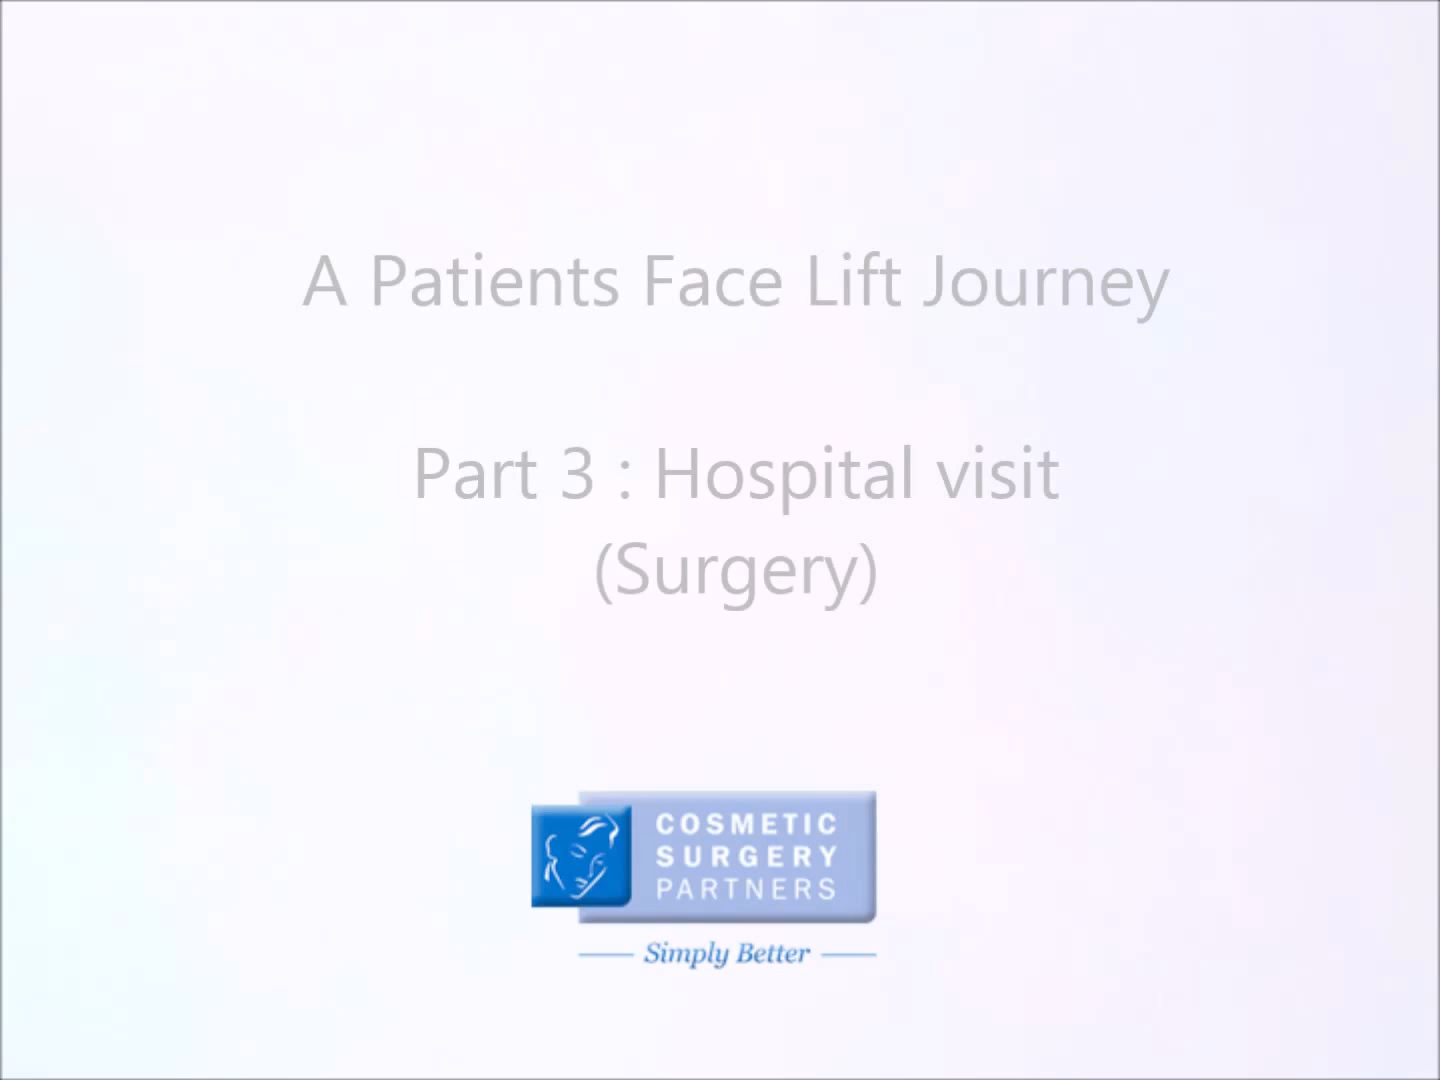 A Patients Face Lift Journey
Part 3 : Hospital visit
(Surgery)
COSMETIC
SURGERY
PARTNERS
Simply Better